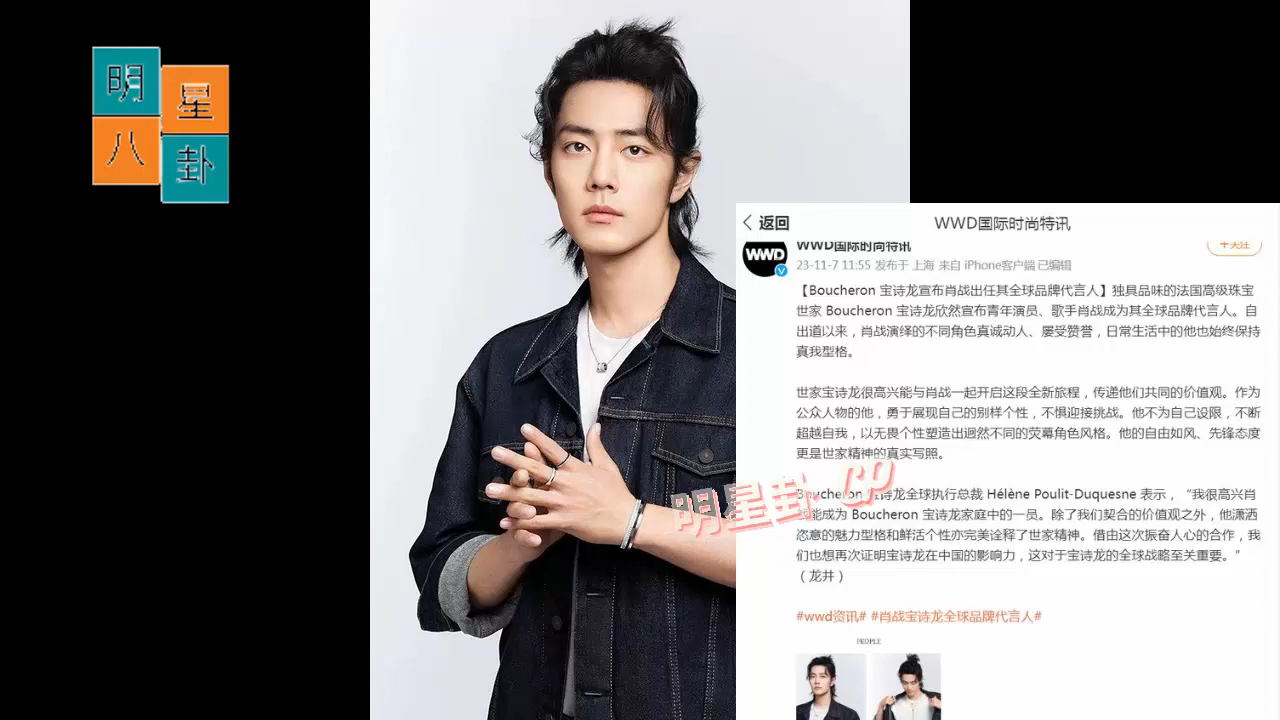 明
星
八
卦
返回
WWD国际时尚特讯
WWD国际时尚特讯
十关注
WWD
23-11-7 11:55 发布于 上海 来自 iPhone客户端 已编辑
【Boucheron 宝诗龙宣布肖战出任其全球品牌代言人】独具品味的法国高级珠宝
世家 Boucheron 宝诗龙欣然宣布青年演员、歌手肖战成为其全球品牌代言人。自
出道以来，肖战演绎的不同角色真诚动人、屡受赞誉，日常生活中的他也始终保持
真我型格。
世家宝诗龙很高兴能与肖战一起开启这段全新旅程，传递他们共同的价值观。作为
公众人物的他，勇于展现自己的别样个性，不惧迎接挑战。他不为自己设限，不断
超越自我，以无畏个性塑造出迥然不同的荧幕角色风格。他的自由如风、先锋态度
更是世家精神的真实写照。
明星卦 CP
Boucheron 宝诗龙全球执行总裁 Hélène Poulit-Duquesne 表示，“我很高兴肖
战能成为 Boucheron 宝诗龙家庭中的一员。除了我们契合的价值观之外，他潇洒
恣意的魅力型格和鲜活个性亦完美诠释了世家精神。借由这次振奋人心的合作，我
们也想再次证明宝诗龙在中国的影响力，这对于宝诗龙的全球战略至关重要。”
（龙井）
#wwd资讯# #肖战宝诗龙全球品牌代言人#
PEOPLE